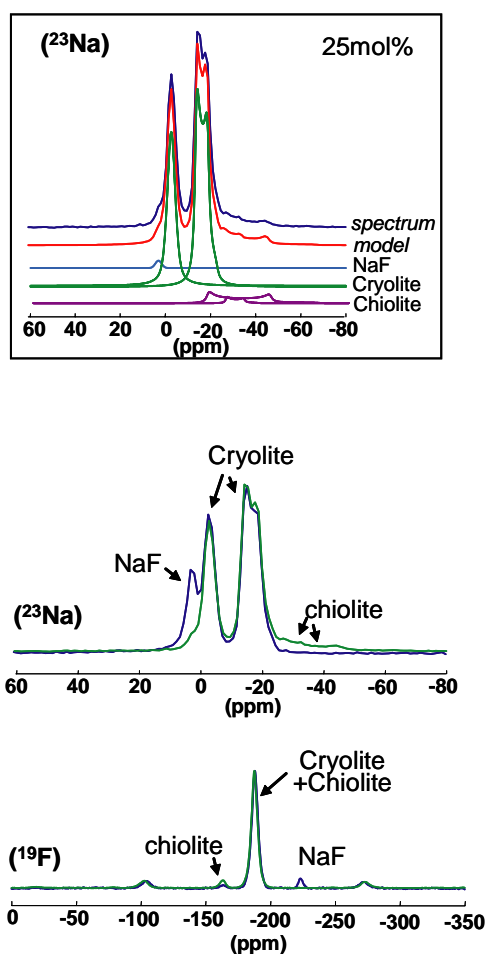 (²³Na) 25mol%
spectrum
model
NaF
Cryolite
Chiolite
60 40 20 0 -20 -40 -60 -80
(ppm)
Cryolite
NaF
chiolite
(²³Na)
60 40 20 0 -20 -40 -60 -80
(ppm)
Cryolite
+Chiolite
chiolite
NaF
(¹⁹F)
0 -50 -100 -150 -200 -250 -300 -350
(ppm)